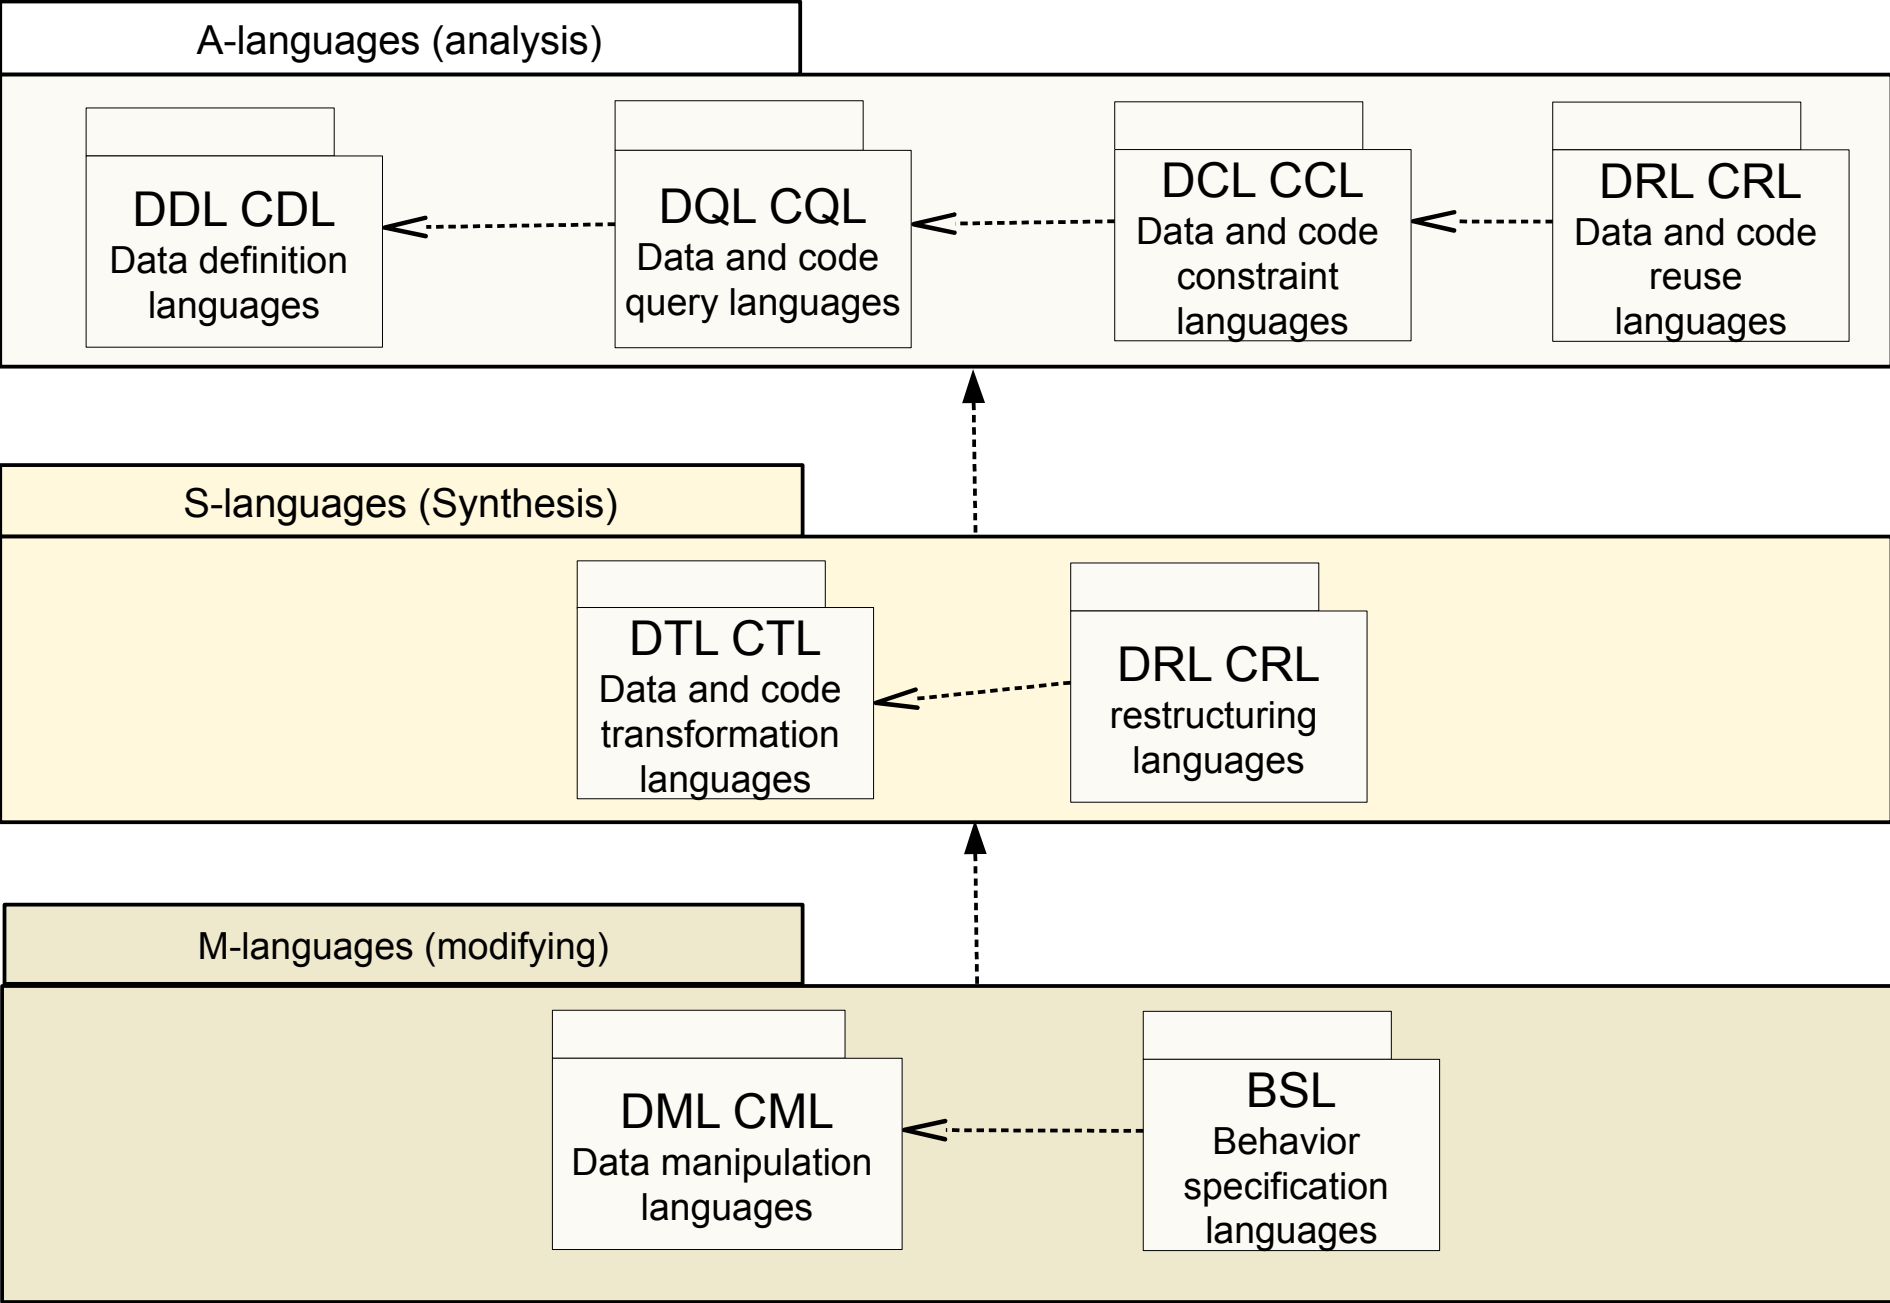 A-languages (analysis)
DDL CDL
Data definition
languages
DQL CQL
Data and code
query languages
DCL CCL
Data and code
constraint
languages
DRL CRL
Data and code
reuse
languages
S-languages (Synthesis)
DTL CTL
Data and code
transformation
languages
DRL CRL
restructuring
languages
M-languages (modifying)
DML CML
Data manipulation
languages
BSL
Behavior
specification
languages